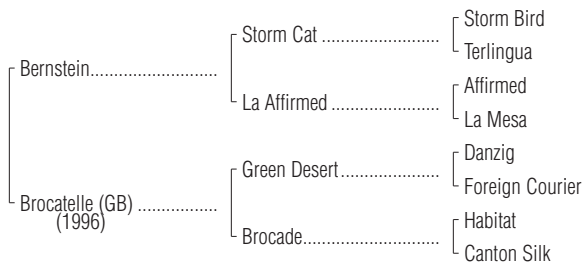 Storm Bird
Storm Cat ..............................
Terlingua
Bernstein................................
Affirmed
La Affirmed ...........................
La Mesa
Danzig
Green Desert.........................
Foreign Courier
Brocatelle (GB) ....................
(1996)
Habitat
Brocade..................................
Canton Silk